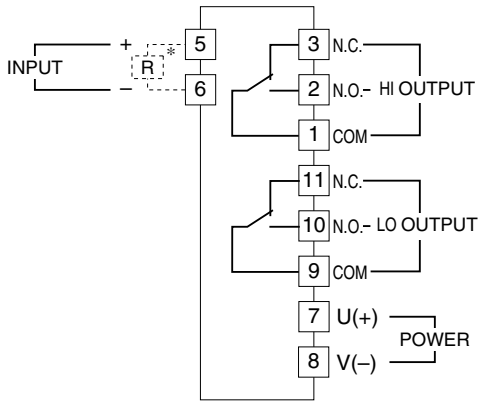 5 3 N.C.
+ *
INPUT R 2 N.O. HI OUTPUT
– 6
1 COM
11 N.C.
10 N.O. LO OUTPUT
9 COM
7 U(+)
POWER
8 V(–)